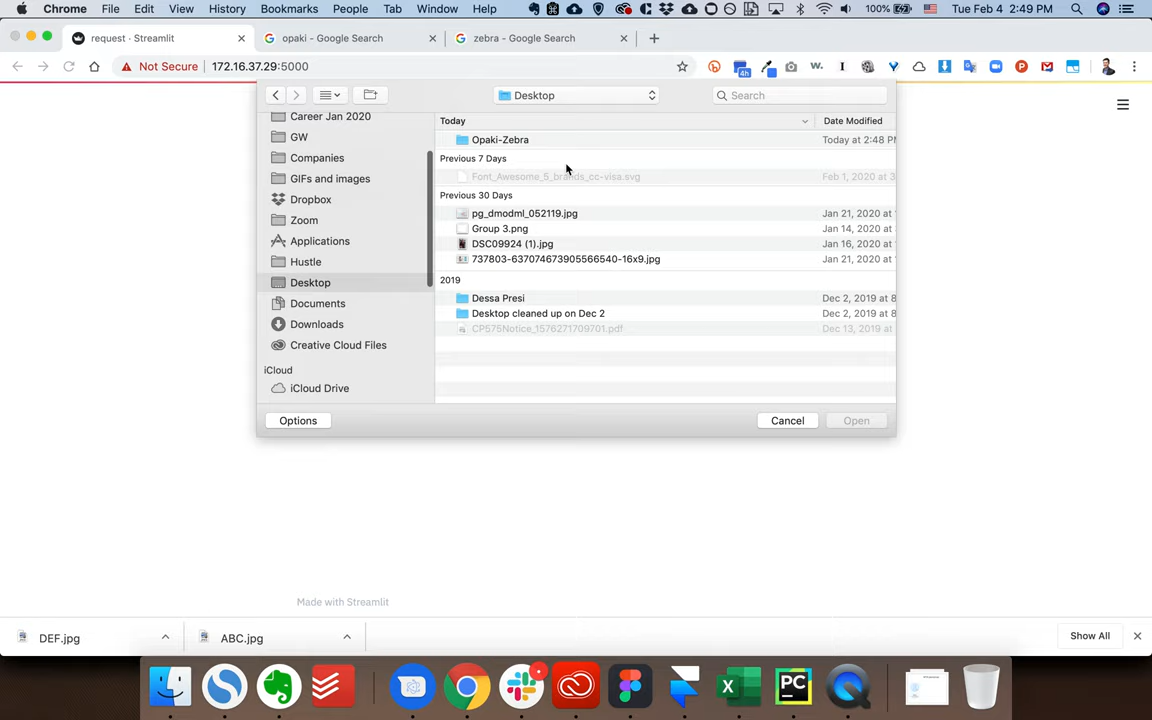 Chrome File Edit View History Bookmarks People Tab Window Help 100% Tue Feb 4 2:49 PM
request · Streamlit opaki - Google Search zebra - Google Search
Not Secure 172.16.37.29:5000
4h
Desktop Search
Career Jan 2020
GW
Companies
GIFs and images
Dropbox
Zoom
Applications
Hustle
Desktop
Documents
Downloads
Creative Cloud Files
iCloud
iCloud Drive
Today Date Modified
Opaki-Zebra Today at 2:48 P
Previous 7 Days
Font_Awesome_5_brands_cc-visa.svg Feb 1, 2020 at 3
Previous 30 Days
pg_dmodml_052119.jpg Jan 21, 2020 at
Group 3.png Jan 14, 2020 at
DSC09924 (1).jpg Jan 16, 2020 at
737803-637074673905566540-16x9.jpg Jan 21, 2020 at
2019
Dessa Presi Dec 2, 2019 at 8
Desktop cleaned up on Dec 2 Dec 2, 2019 at 8
CP575Notice_1576271709701.pdf Dec 13, 2019 at
Options Cancel Open
Made with Streamlit
DEF.jpg ABC.jpg Show All
PC